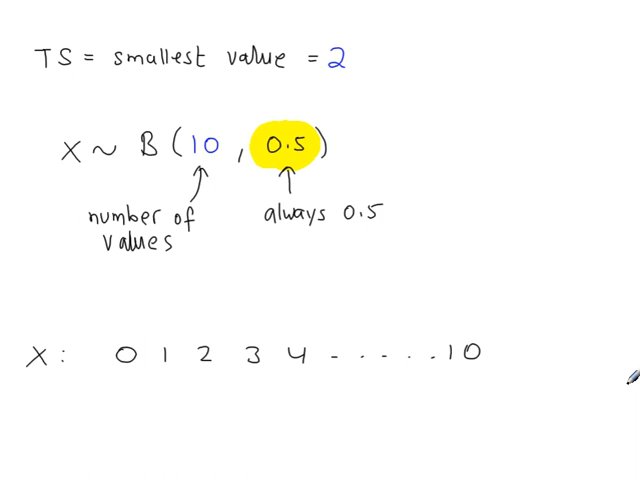 TS = smallest value = 2
X ~ B (10, 0.5)
number of values
always 0.5
X: 0 1 2 3 4 - . . . . . 10